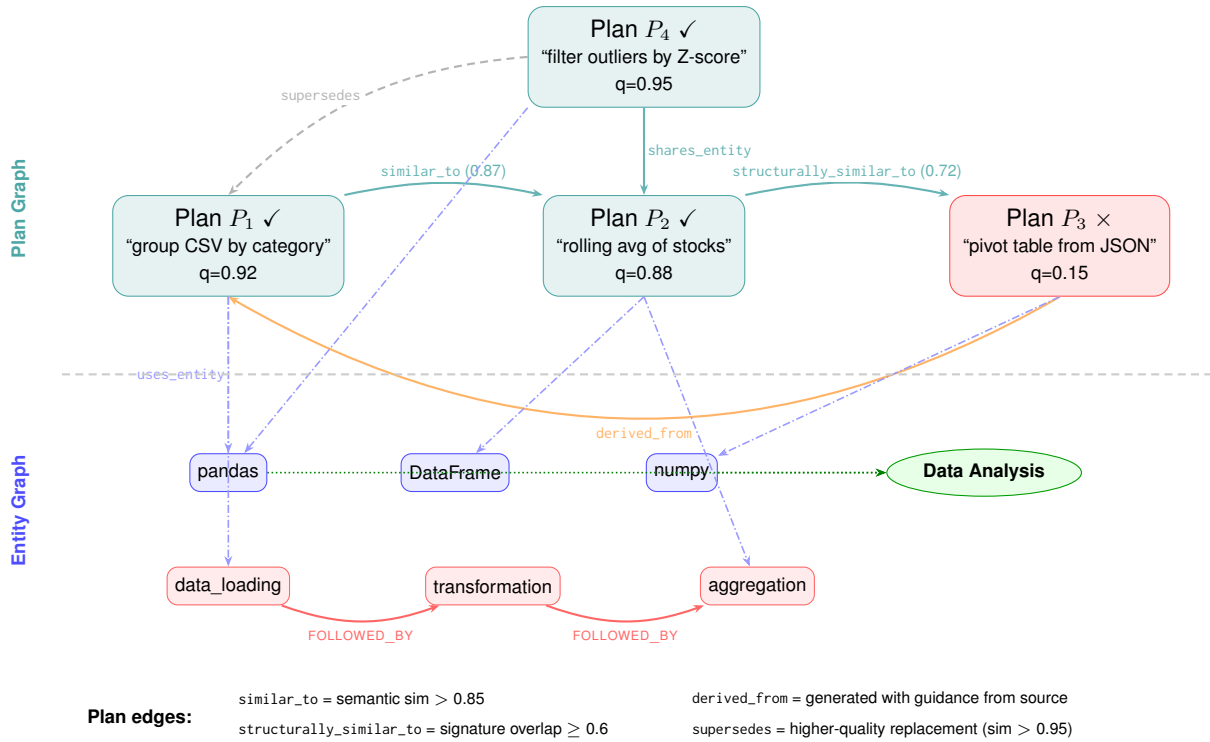 Plan P₄ ✓
“filter outliers by Z-score”
q=0.95
supersedes
shares_entity
similar_to (0.87)
structurally_similar_to (0.72)
Plan Graph
Plan P₁ ✓
“group CSV by category”
q=0.92
Plan P₂ ✓
“rolling avg of stocks”
q=0.88
Plan P₃ ×
“pivot table from JSON”
q=0.15
uses_entity
derived_from
Entity Graph
pandas
DataFrame
numpy
Data Analysis
data_loading
transformation
aggregation
FOLLOWED_BY
FOLLOWED_BY
Plan edges:
similar_to = semantic sim > 0.85
structurally_similar_to = signature overlap ≥ 0.6
derived_from = generated with guidance from source
supersedes = higher-quality replacement (sim > 0.95)